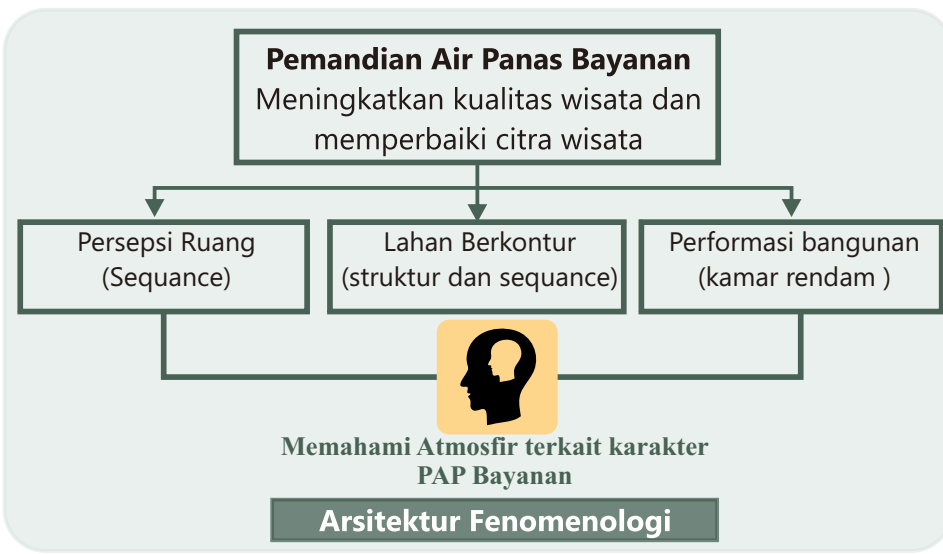 Pemandian Air Panas Bayanan
Meningkatkan kualitas wisata dan
memperbaiki citra wisata
Persepsi Ruang
(Sequance)
Lahan Berkontur
(struktur dan sequance)
Performasi bangunan
(kamar rendam )
Memahami Atmosfir terkait karakter
PAP Bayanan
Arsitektur Fenomenologi